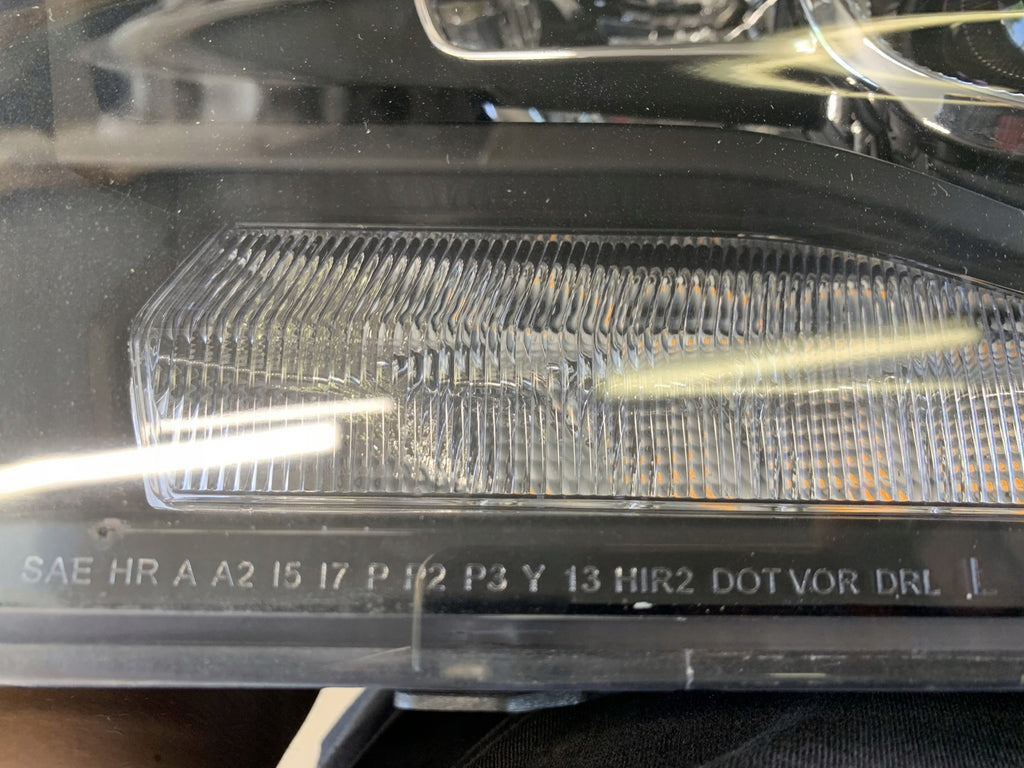 SAE HR A A2 I5 I7 P P2 P3 Y 13 HIR2 DOT VOR DRL L